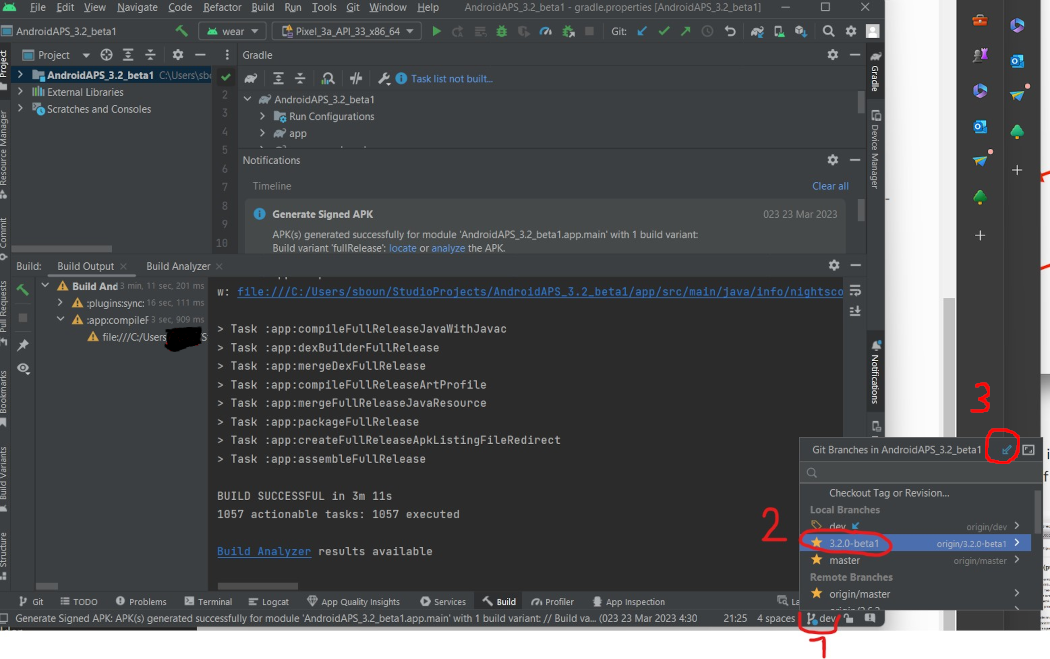 File Edit View Navigate Code Refactor Build Run Tools Git Window Help AndroidAPS_3.2_beta1 - gradle.properties [AndroidAPS_3.2_beta1]
AndroidAPS_3.2_beta1 wear Pixel_3a_API_33_x86_64 Git:
Project Gradle
AndroidAPS_3.2_beta1 C:\Users\sbou
External Libraries
Scratches and Consoles
Project
Resource Manager
Commit
Pull Requests
Bookmarks
Build Variants
Structure
2
3
4
5
6
7
8
9
10
Task list not built...
AndroidAPS_3.2_beta1
Run Configurations
app
Notifications
Timeline Clear all
Generate Signed APK 023 23 Mar 2023
APK(s) generated successfully for module 'AndroidAPS_3.2_beta1.app.main' with 1 build variant:
Build variant 'fullRelease': locate or analyze the APK.
Gradle
Device Manager
Notifications
Build: Build Output Build Analyzer
Build And 3 min, 11 sec, 201 ms
:plugins:sync: 16 sec, 111 ms
:app:compileF 3 sec, 909 ms
file:///C:/Users
w: file:///C:/Users/sboun/StudioProjects/AndroidAPS_3.2_beta1/app/src/main/java/info/nightsco
> Task :app:compileFullReleaseJavaWithJavac
> Task :app:dexBuilderFullRelease
> Task :app:mergeDexFullRelease
> Task :app:compileFullReleaseArtProfile
> Task :app:mergeFullReleaseJavaResource
> Task :app:packageFullRelease
> Task :app:createFullReleaseApkListingFileRedirect
> Task :app:assembleFullRelease
BUILD SUCCESSFUL in 3m 11s
1057 actionable tasks: 1057 executed
Build Analyzer results available
3
Git Branches in AndroidAPS_3.2_beta1
Checkout Tag or Revision...
Local Branches
dev origin/dev
2
3.2.0-beta1 origin/3.2.0-beta1
master origin/master
Remote Branches
origin/master
Git TODO Problems Terminal Logcat App Quality Insights Services Build Profiler App Inspection La
Generate Signed APK: APK(s) generated successfully for module 'AndroidAPS_3.2_beta1.app.main' with 1 build variant: // Build va... (023 23 Mar 2023 4:30 21:25 4 spaces dev
1